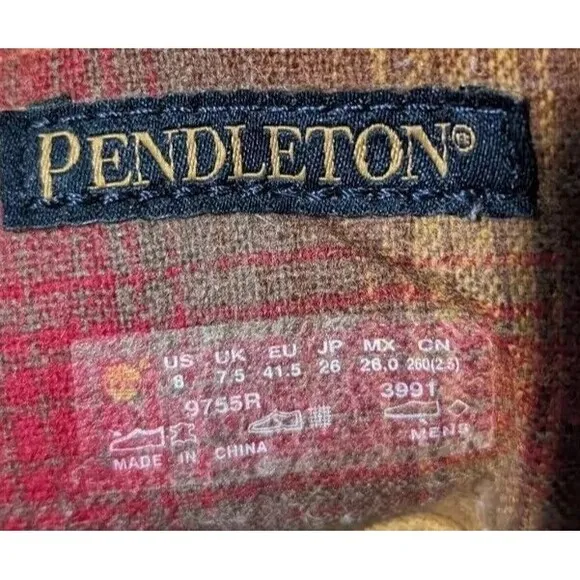 PENDLETON®
US UK EU JP MX CN
8 7.5 41.5 26 26.0 260(2.5)
9755R 3991
MENS
MADE IN CHINA